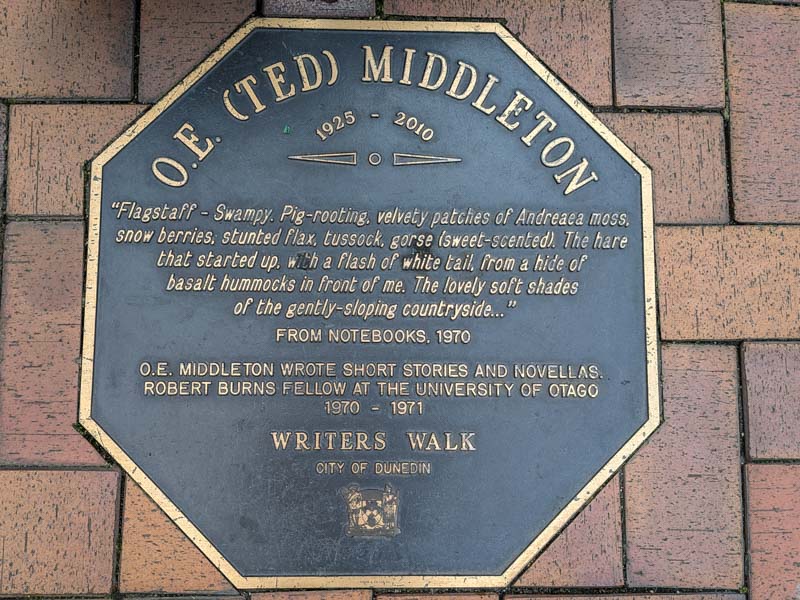 O.E. (TED) MIDDLETON
1925 - 2010
"Flagstaff - Swampy. Pig-rooting, velvety patches of Andreaea moss,
snow berries, stunted flax, tussock, gorse (sweet-scented). The hare
that started up, with a flash of white tail, from a hide of
basalt hummocks in front of me. The lovely soft shades
of the gently-sloping countryside..."
FROM NOTEBOOKS, 1970
O.E. MIDDLETON WROTE SHORT STORIES AND NOVELLAS.
ROBERT BURNS FELLOW AT THE UNIVERSITY OF OTAGO
1970 - 1971
WRITERS WALK
CITY OF DUNEDIN